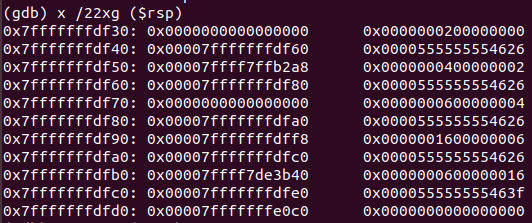 (gdb) x /22xg ($rsp)
0x7fffffffdf30: 0x0000000000000000 0x0000000200000000
0x7fffffffdf40: 0x00007fffffffdf60 0x0000555555554626
0x7fffffffdf50: 0x00007ffff7ffb2a8 0x0000000400000002
0x7fffffffdf60: 0x00007fffffffdf80 0x0000555555554626
0x7fffffffdf70: 0x0000000000000000 0x0000000600000004
0x7fffffffdf80: 0x00007fffffffdfa0 0x0000555555554626
0x7fffffffdf90: 0x00007fffffffdff8 0x0000001600000006
0x7fffffffdfa0: 0x00007fffffffdfc0 0x0000555555554626
0x7fffffffdfb0: 0x00007ffff7de3b40 0x0000000600000016
0x7fffffffdfc0: 0x00007fffffffdfe0 0x000055555555463f
0x7fffffffdfd0: 0x00007fffffffe0c0 0x0000000000000000